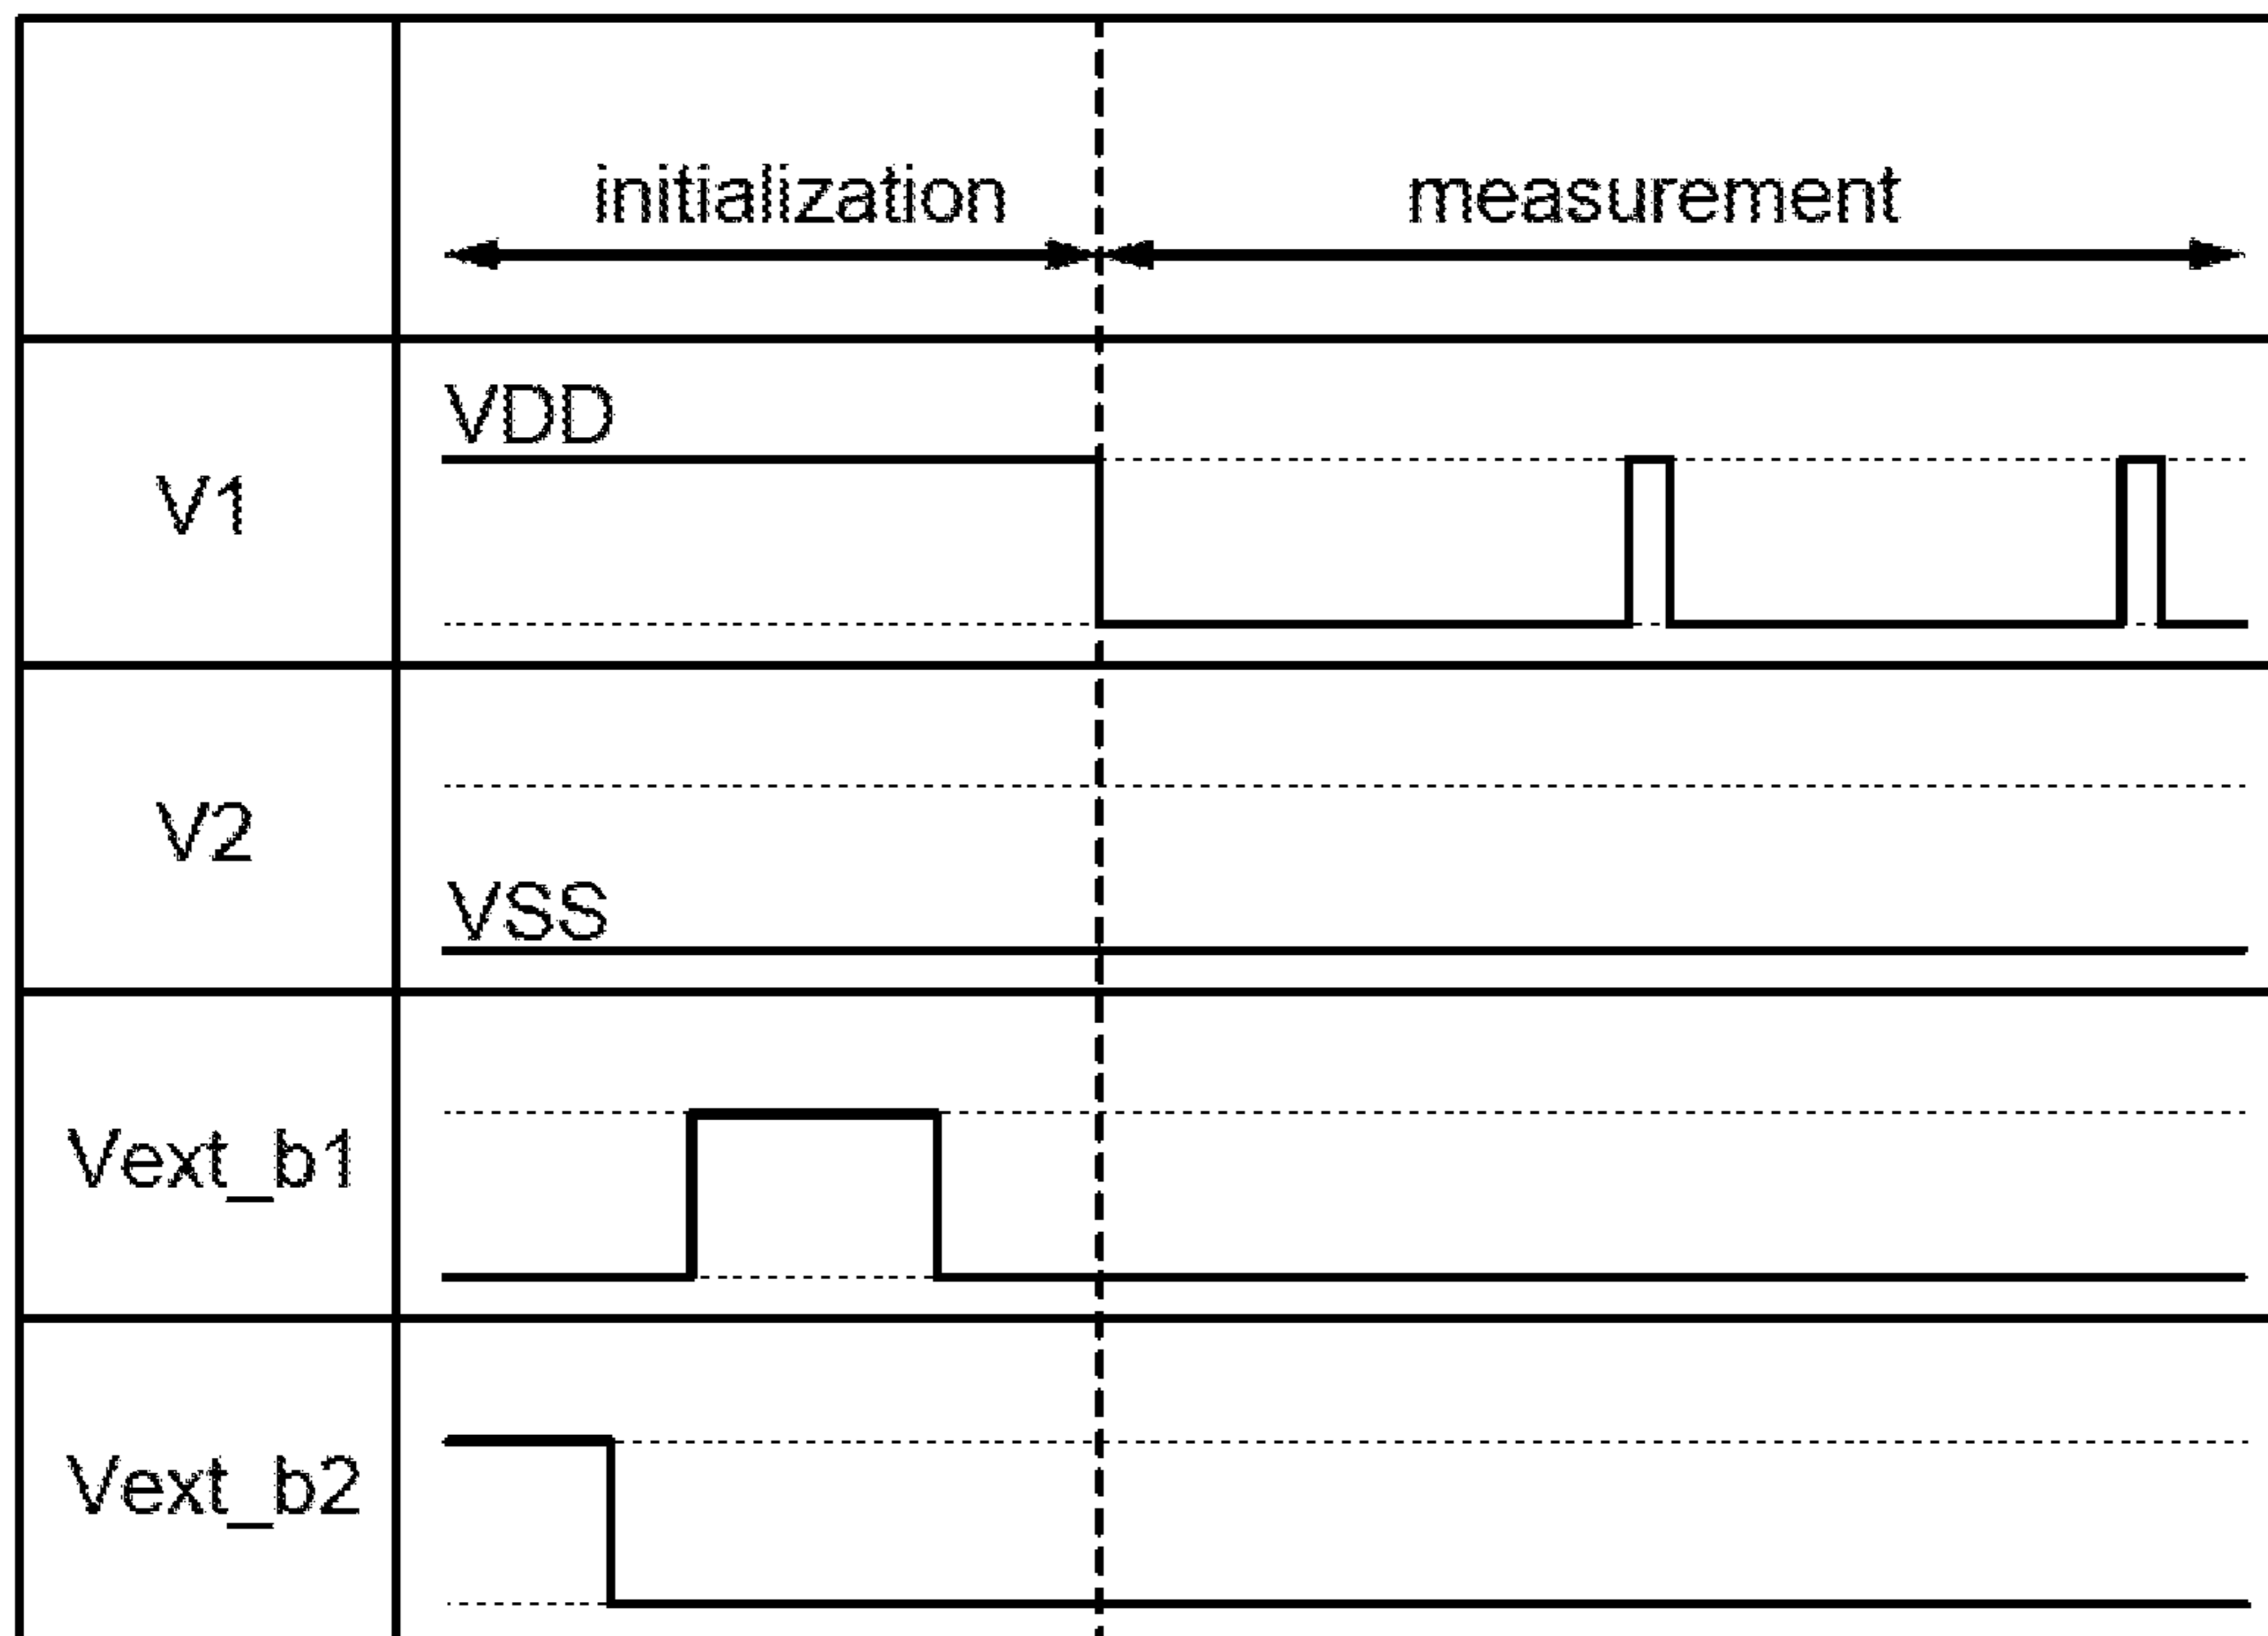 initialization measurement
VDD
V1
V2
VSS
Vext_b1
Vext_b2